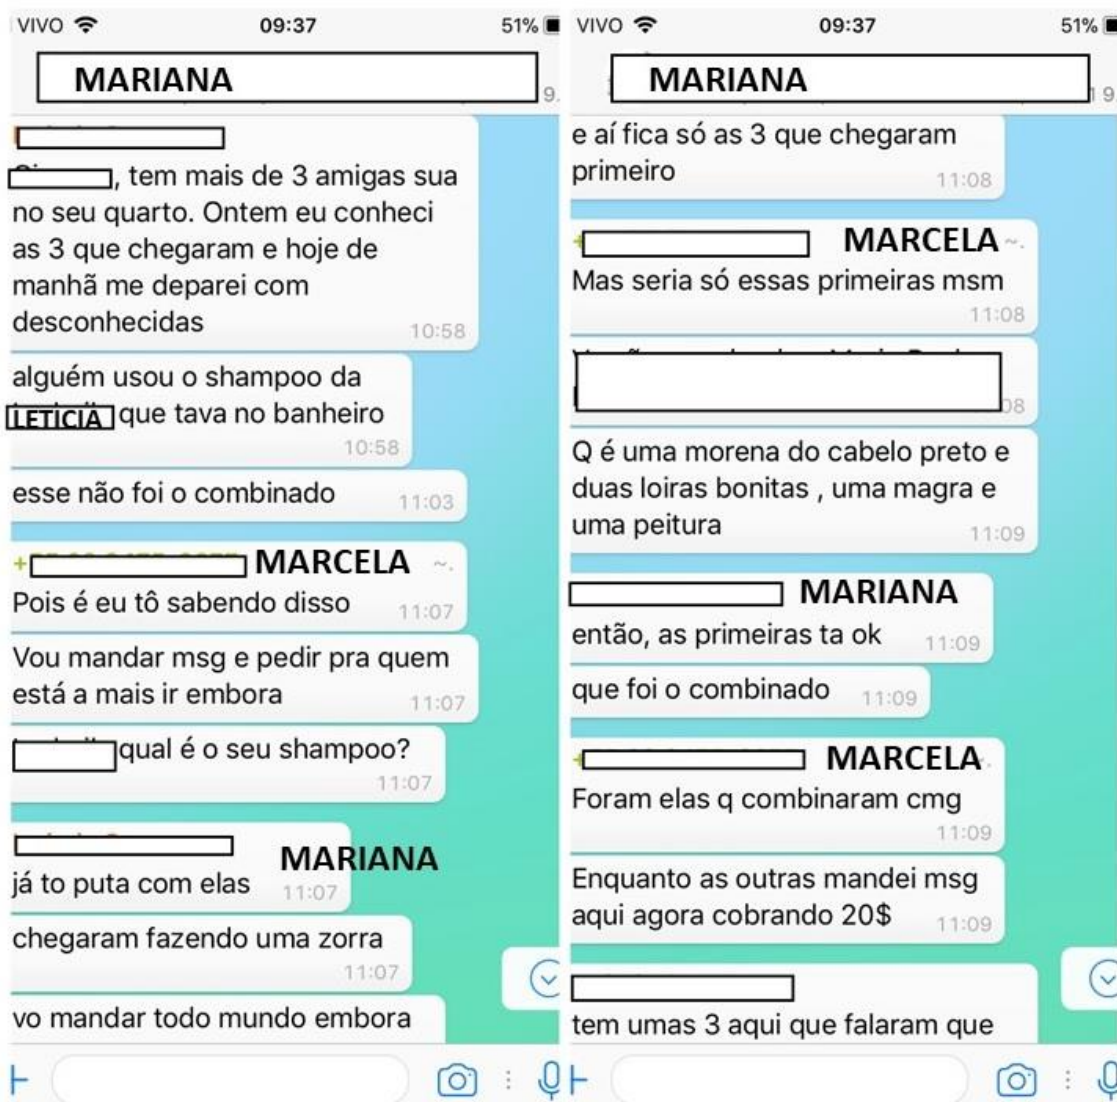 VIVO 09:37 51%
MARIANA
9.
, tem mais de 3 amigas sua
no seu quarto. Ontem eu conheci
as 3 que chegaram e hoje de
manhã me deparei com
desconhecidas 10:58
alguém usou o shampoo da
LETICIA que tava no banheiro
10:58
esse não foi o combinado 11:03
+ MARCELA ~.
Pois é eu tô sabendo disso 11:07
Vou mandar msg e pedir pra quem
está a mais ir embora 11:07
qual é o seu shampoo?
11:07
MARIANA
já to puta com elas 11:07
chegaram fazendo uma zorra
11:07
vo mandar todo mundo embora
VIVO 09:37 51%
MARIANA
1 9
e aí fica só as 3 que chegaram
primeiro 11:08
+ MARCELA ~.
Mas seria só essas primeiras msm
11:08
08
Q é uma morena do cabelo preto e
duas loiras bonitas , uma magra e
uma peitura 11:09
MARIANA
então, as primeiras ta ok 11:09
que foi o combinado 11:09
MARCELA
Foram elas q combinaram cmg
11:09
Enquanto as outras mandei msg
aqui agora cobrando 20$ 11:09
tem umas 3 aqui que falaram que